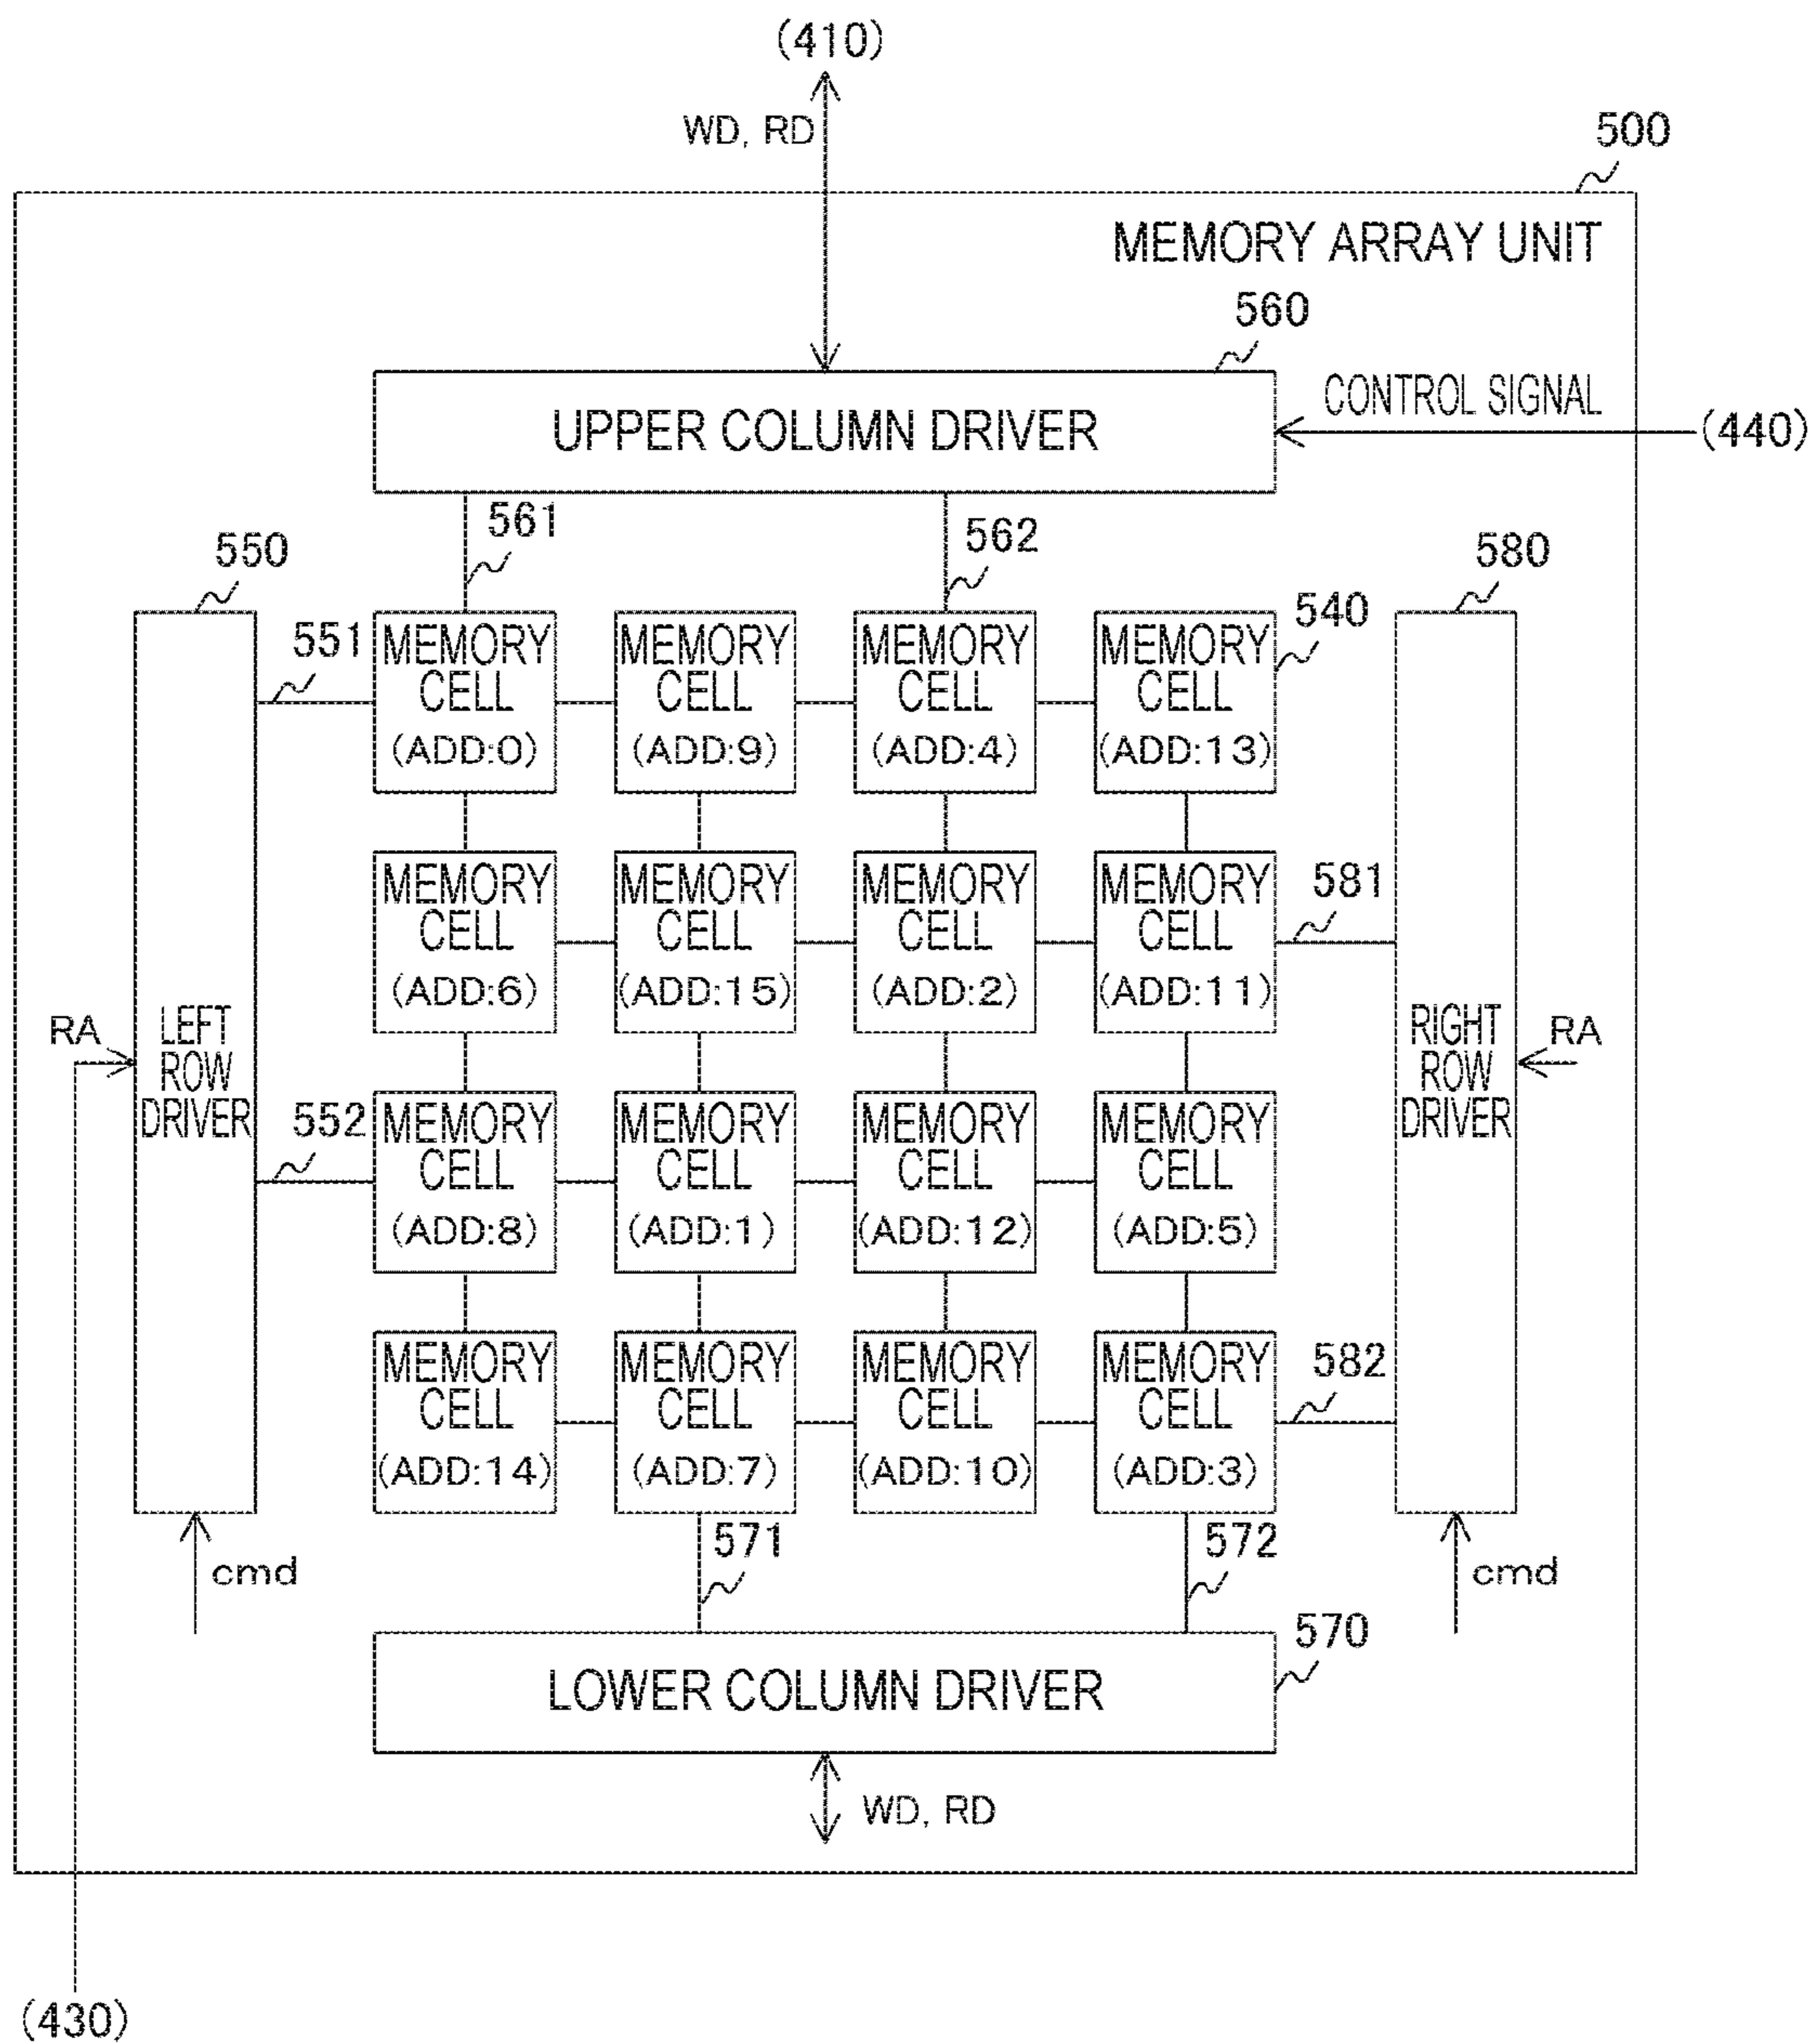 (410)
WD, RD
500
MEMORY ARRAY UNIT
560
UPPER COLUMN DRIVER
CONTROL SIGNAL
(440)
561
562
550
580
551
540
MEMORY
CELL
(ADD:0)
MEMORY
CELL
(ADD:9)
MEMORY
CELL
(ADD:4)
MEMORY
CELL
(ADD:13)
MEMORY
CELL
(ADD:6)
MEMORY
CELL
(ADD:15)
MEMORY
CELL
(ADD:2)
MEMORY
CELL
(ADD:11)
581
RA
LEFT
ROW
DRIVER
RIGHT
ROW
DRIVER
RA
552
MEMORY
CELL
(ADD:8)
MEMORY
CELL
(ADD:1)
MEMORY
CELL
(ADD:12)
MEMORY
CELL
(ADD:5)
MEMORY
CELL
(ADD:14)
MEMORY
CELL
(ADD:7)
MEMORY
CELL
(ADD:10)
MEMORY
CELL
(ADD:3)
582
cmd
571
572
cmd
570
LOWER COLUMN DRIVER
WD, RD
(430)